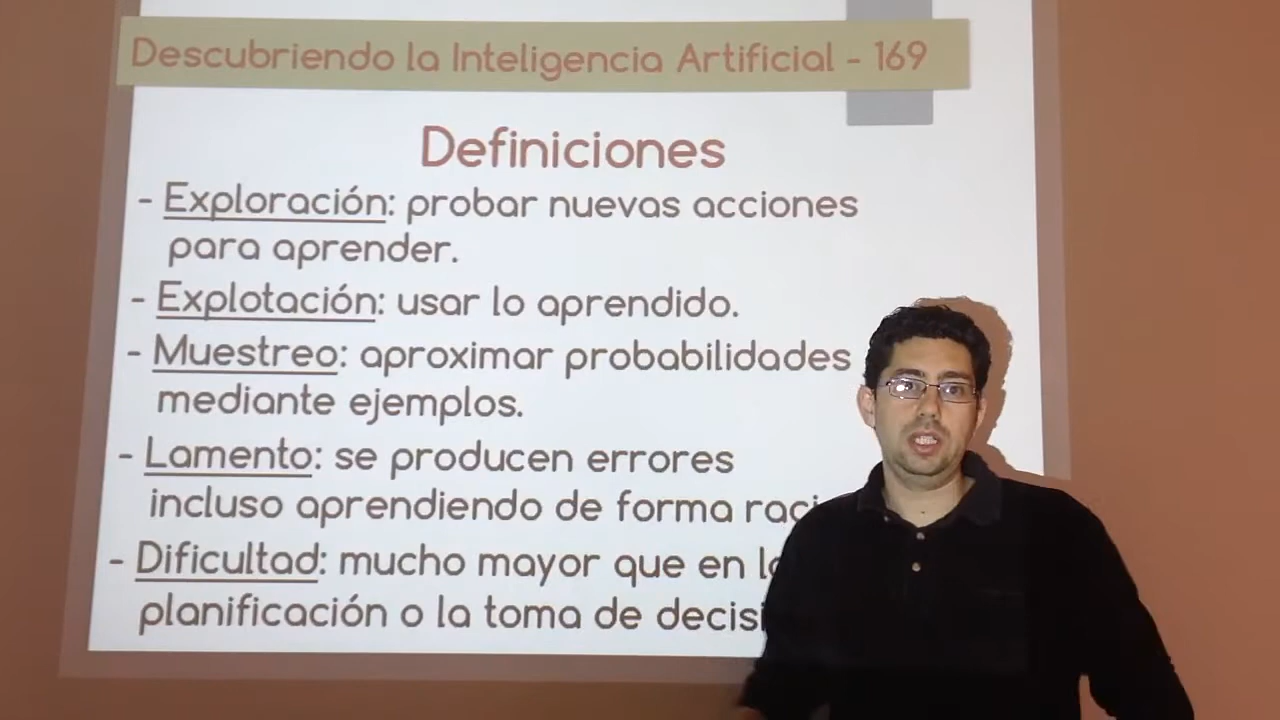 Descubriendo la Inteligencia Artificial - 169
Definiciones
- Exploración: probar nuevas acciones
para aprender.
- Explotación: usar lo aprendido.
- Muestreo: aproximar probabilidades
mediante ejemplos.
- Lamento: se producen errores
incluso aprendiendo de forma
- Dificultad: mucho mayor que en
planificación o la toma de